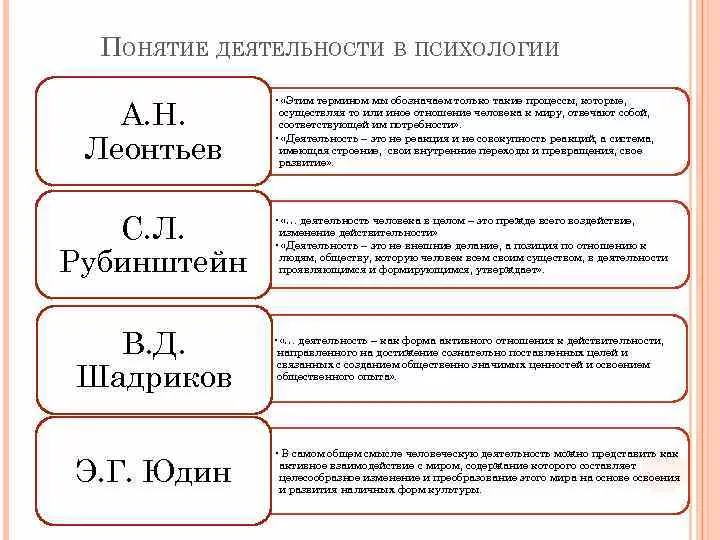 Понятие деятельности в психологии
А.Н.
Леонтьев
• «Этим термином мы обозначаем только такие процессы, которые,
осуществляя то или иное отношение человека к миру, отвечают собой,
соответствующей им потребности».
• «Деятельность – это не реакция и не совокупность реакций, а система,
имеющая строение, свои внутренние переходы и превращения, свое
развитие».
С.Л.
Рубинштейн
• «… деятельность человека в целом – это прежде всего воздействие,
изменение действительности»
• «Деятельность – это не внешнее делание, а позиция по отношению к
людям, обществу, которую человек всем своим существом, в деятельности
проявляющимся и формирующимся, утверждает».
В.Д.
Шадриков
• «… деятельность – как форма активного отношения к действительности,
направленного на достижение сознательно поставленных целей и
связанных с созданием общественно значимых ценностей и освоением
общественного опыта».
Э.Г. Юдин
• В самом общем смысле человеческую деятельность можно представить как
активное взаимодействие с миром, содержание которого составляет
целесообразное изменение и преобразование этого мира на основе освоения
и развития наличных форм культуры.